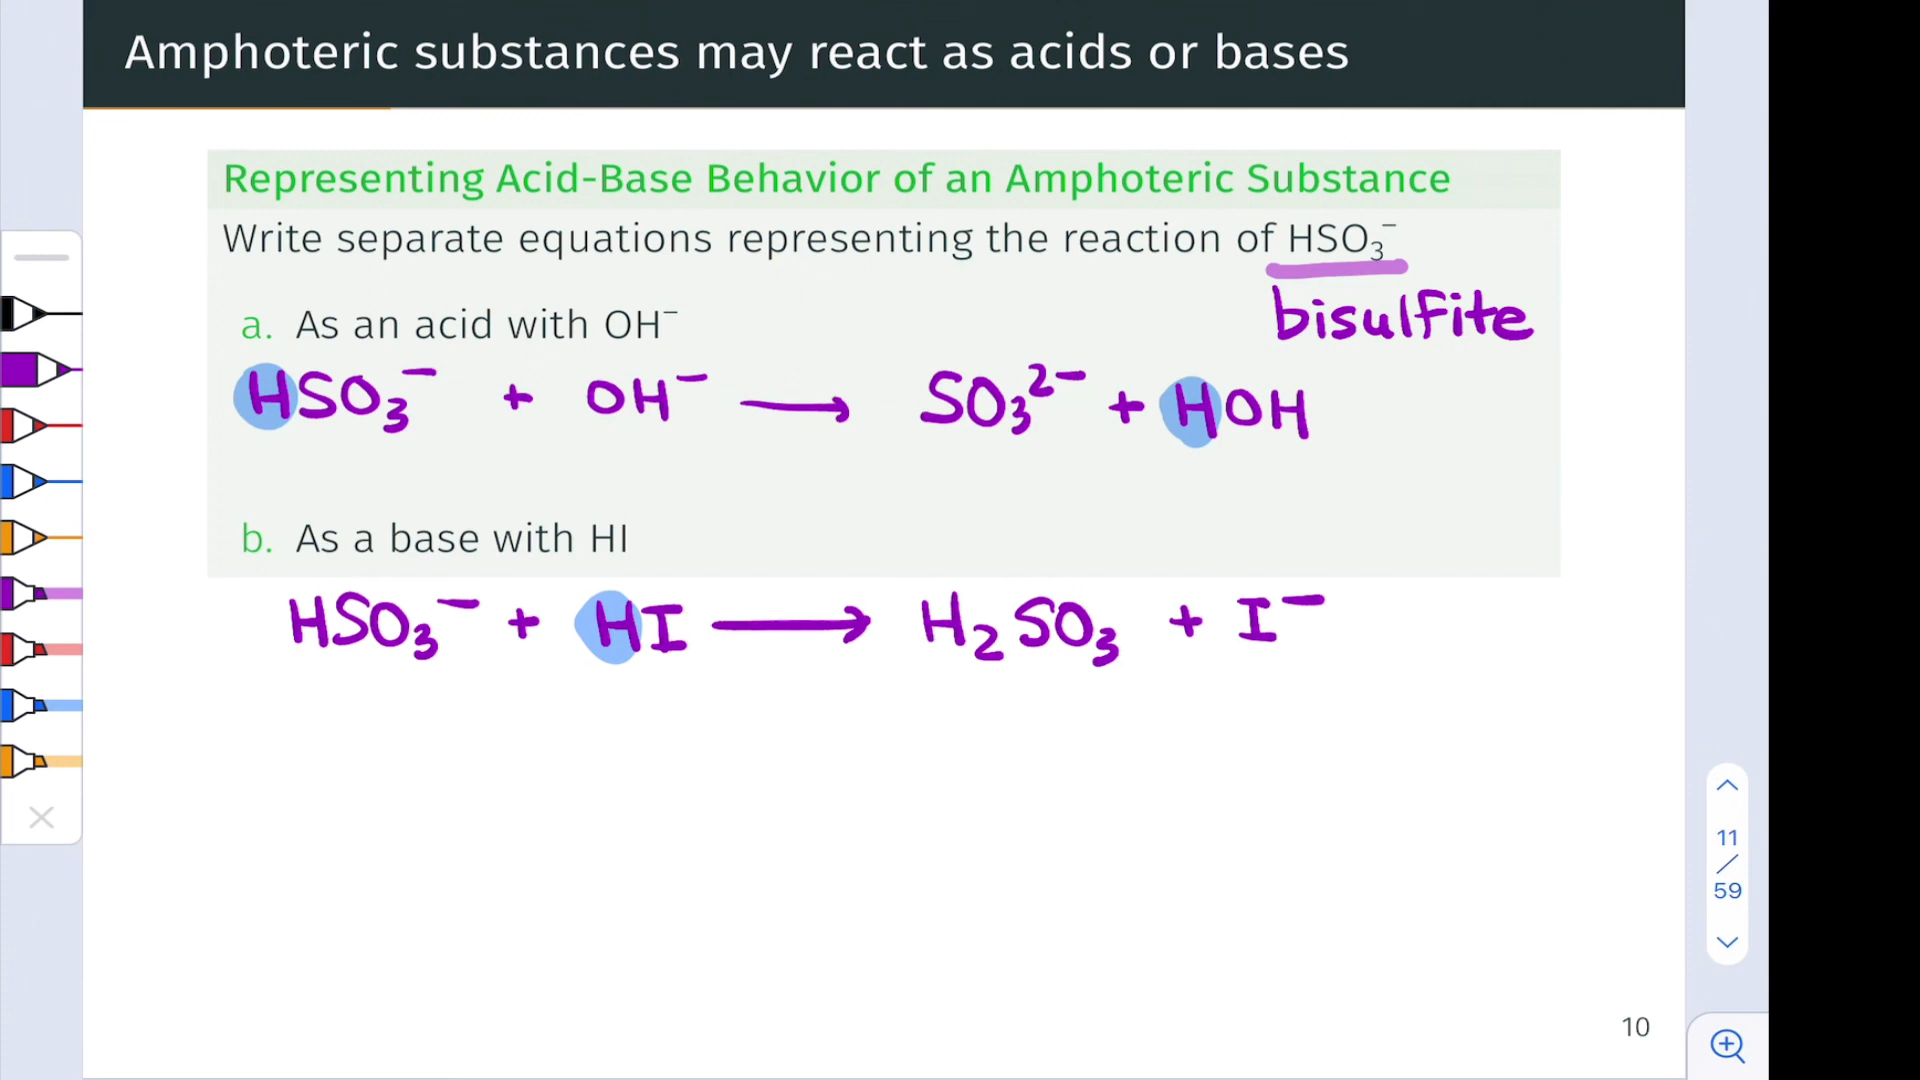 Amphoteric substances may react as acids or bases
Representing Acid-Base Behavior of an Amphoteric Substance
Write separate equations representing the reaction of HSO₃⁻
bisulfite
a. As an acid with OH⁻
HSO₃⁻ + OH⁻ ⟶ SO₃²⁻ + HOH
b. As a base with HI
HSO₃⁻ + HI ⟶ H₂SO₃ + I⁻
11
/
59
10